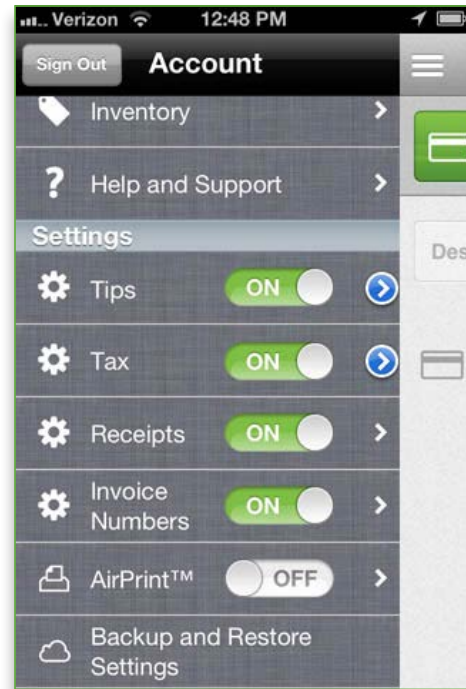 Verizon 12:48 PM
Sign Out Account
Inventory
? Help and Support
Settings
Tips ON
Des
Tax ON
Receipts ON
Invoice
Numbers ON
AirPrint™ OFF
Backup and Restore
Settings